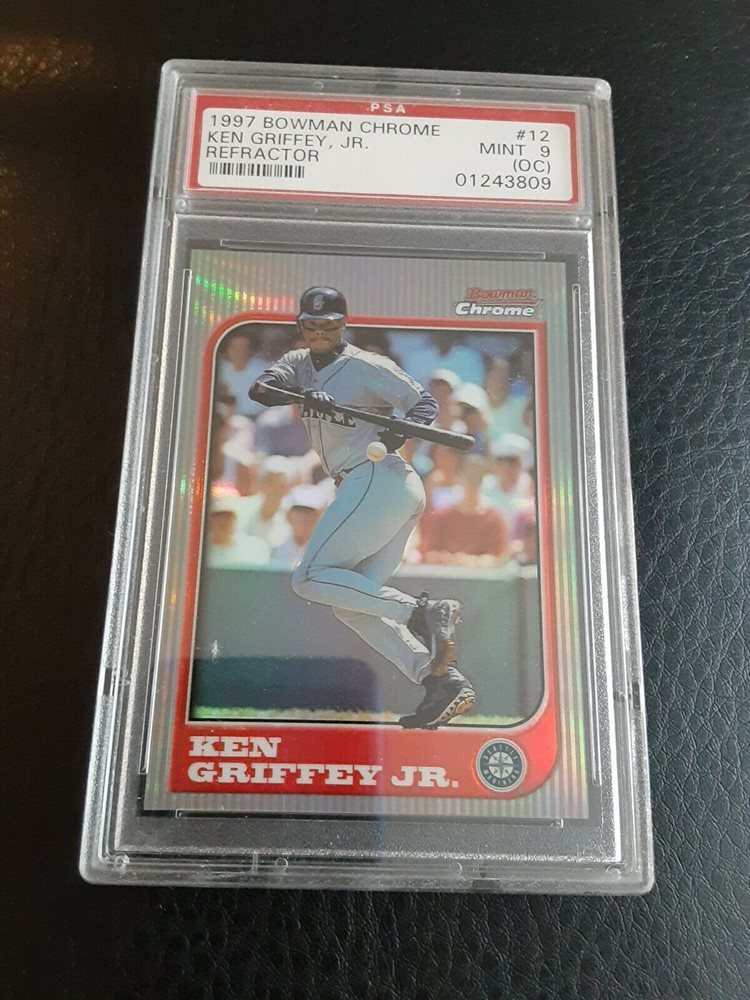 PSA
1997 BOWMAN CHROME #12
KEN GRIFFEY, JR. MINT 9
REFRACTOR (OC)
01243809
Bowman
Chrome
KEN
GRIFFEY JR.